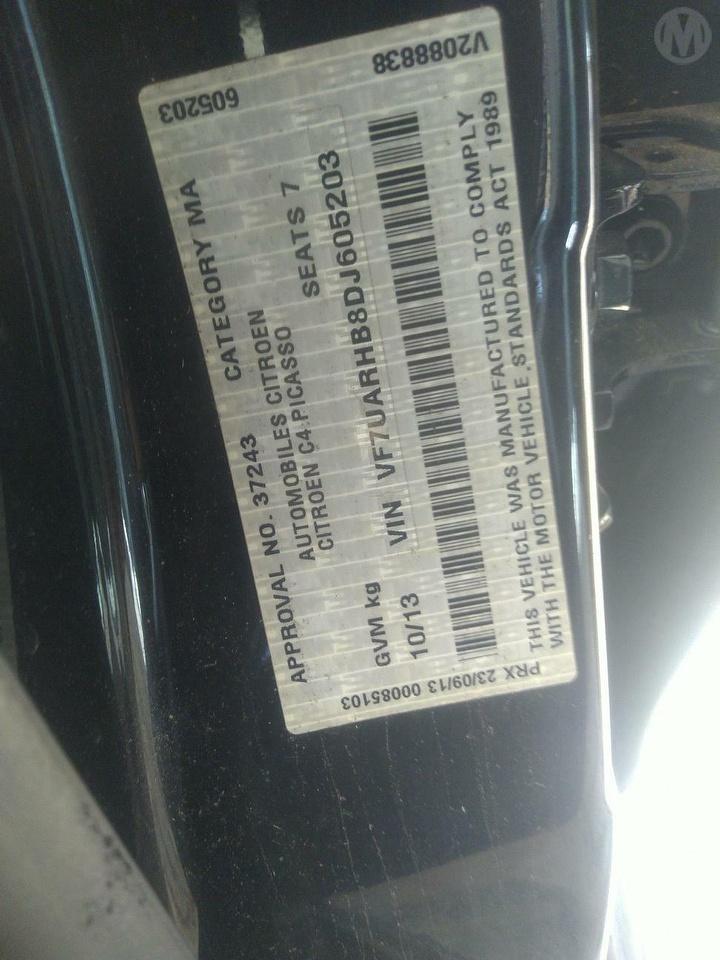 APPROVAL NO. 37243 CATEGORY MA
AUTOMOBILES CITROEN
CITROEN C4.PICASSO SEATS 7
GVM kg
10/13 VIN VF7UARHB8DJ605203
THIS VEHICLE WAS MANUFACTURED TO COMPLY
WITH THE MOTOR VEHICLE STANDARDS ACT 1989
605203
V2088838
PRX 23/09/13 00085103
M